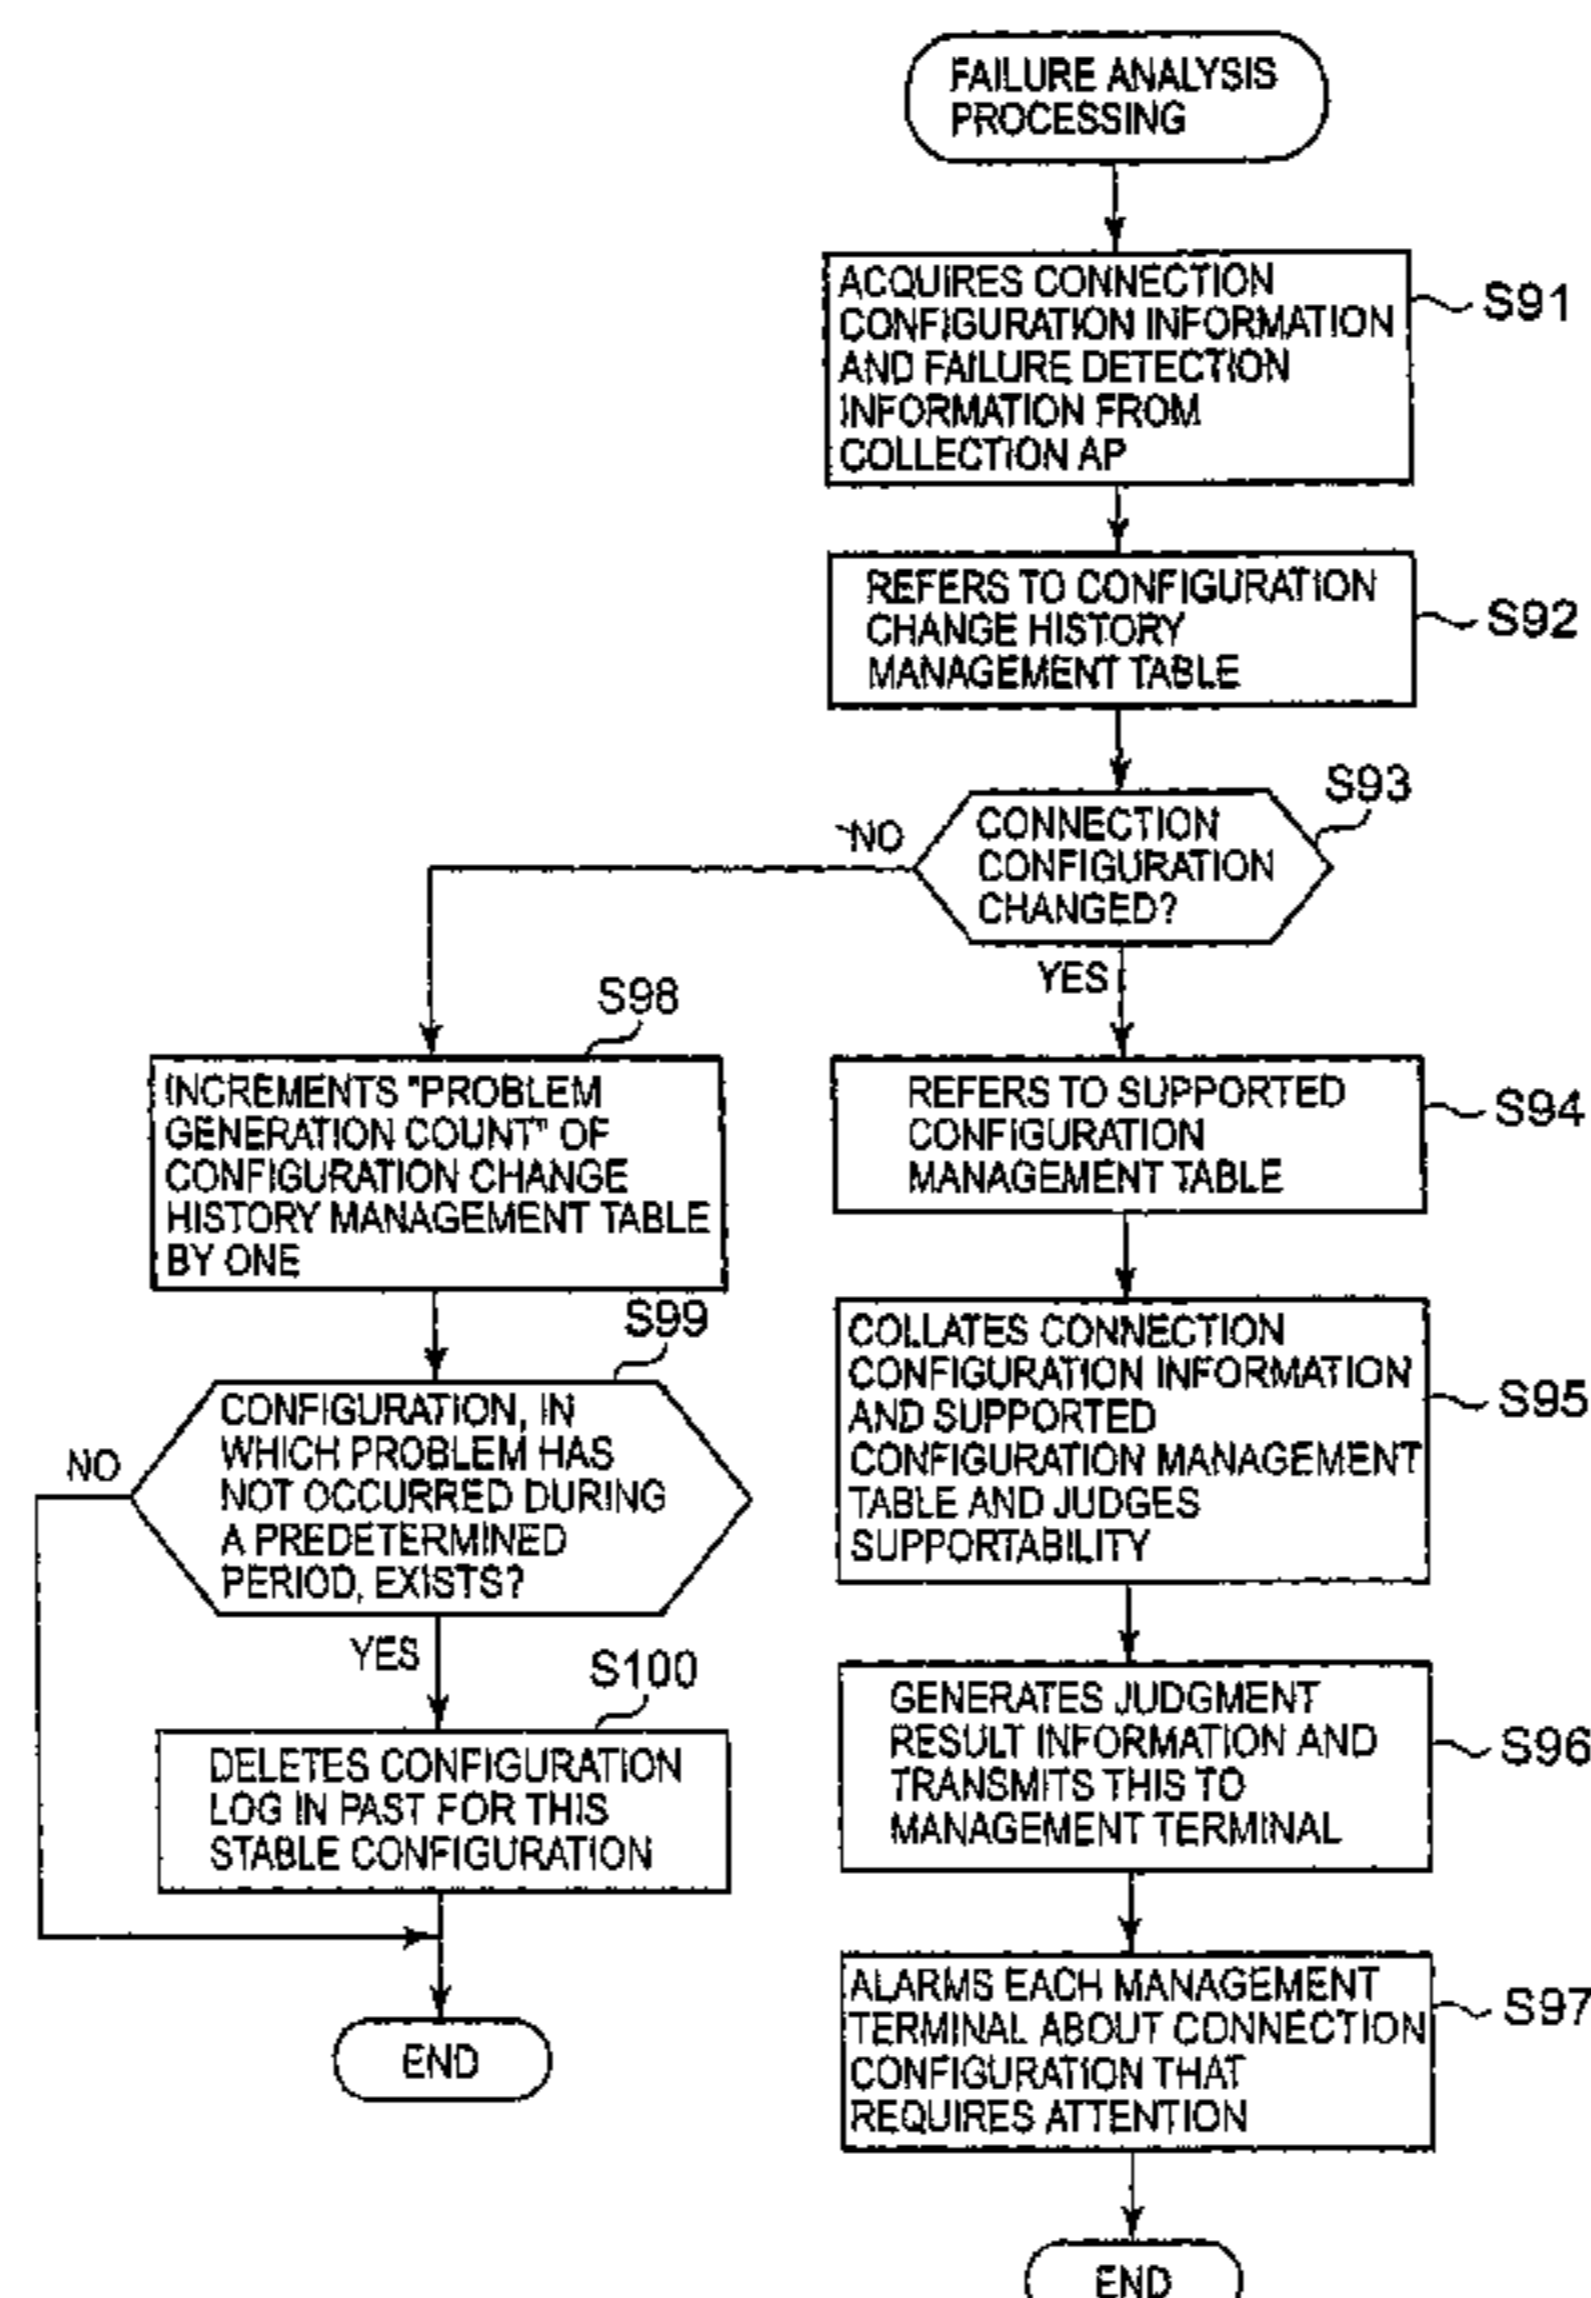 FAILURE ANALYSIS
PROCESSING
ACQUIRES CONNECTION
CONFIGURATION INFORMATION
AND FAILURE DETECTION
INFORMATION FROM
COLLECTION AP
S91
REFERS TO CONFIGURATION
CHANGE HISTORY
MANAGEMENT TABLE
S92
S93
CONNECTION
CONFIGURATION
CHANGED?
NO
YES
S98
INCREMENTS "PROBLEM
GENERATION COUNT" OF
CONFIGURATION CHANGE
HISTORY MANAGEMENT TABLE
BY ONE
REFERS TO SUPPORTED
CONFIGURATION
MANAGEMENT TABLE
S94
S99
CONFIGURATION, IN
WHICH PROBLEM HAS
NOT OCCURRED DURING
A PREDETERMINED
PERIOD, EXISTS?
NO
YES
COLLATES CONNECTION
CONFIGURATION INFORMATION
AND SUPPORTED
CONFIGURATION MANAGEMENT
TABLE AND JUDGES
SUPPORTABILITY
S95
S100
DELETES CONFIGURATION
LOG IN PAST FOR THIS
STABLE CONFIGURATION
GENERATES JUDGMENT
RESULT INFORMATION AND
TRANSMITS THIS TO
MANAGEMENT TERMINAL
S96
END
ALARMS EACH MANAGEMENT
TERMINAL ABOUT CONNECTION
CONFIGURATION THAT
REQUIRES ATTENTION
S97
END